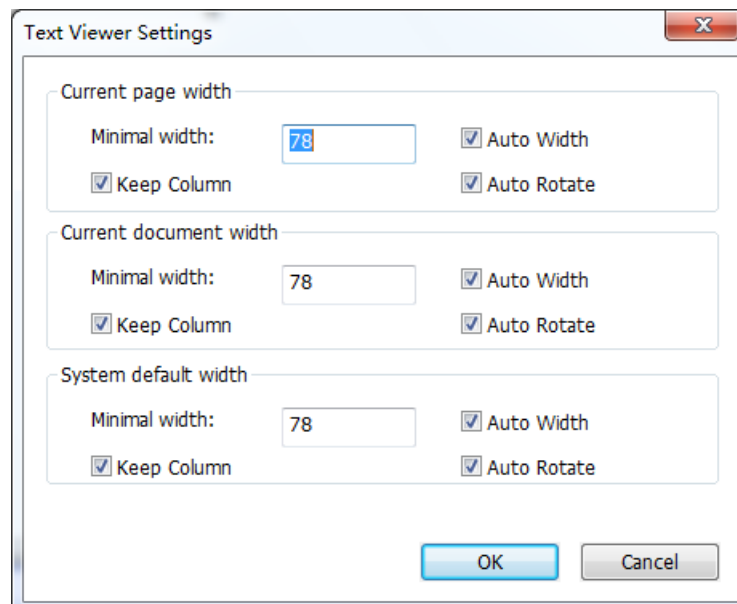 Text Viewer Settings
Current page width
Minimal width: 78 Auto Width
Keep Column Auto Rotate
Current document width
Minimal width: 78 Auto Width
Keep Column Auto Rotate
System default width
Minimal width: 78 Auto Width
Keep Column Auto Rotate
OK Cancel